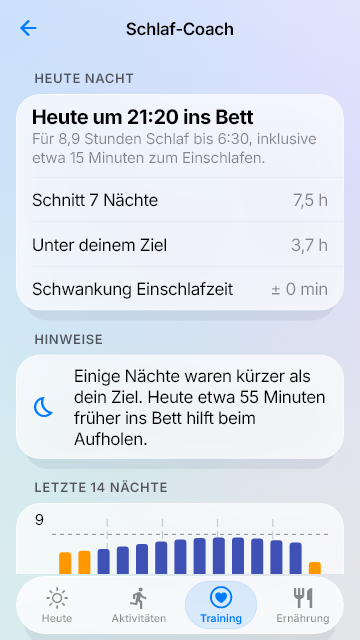 Schlaf-Coach
HEUTE NACHT
Heute um 21:20 ins Bett
Für 8,9 Stunden Schlaf bis 6:30, inklusive
etwa 15 Minuten zum Einschlafen.
Schnitt 7 Nächte 7,5 h
Unter deinem Ziel 3,7 h
Schwankung Einschlafzeit ± 0 min
HINWEISE
Einige Nächte waren kürzer als
dein Ziel. Heute etwa 55 Minuten
früher ins Bett hilft beim
Aufholen.
LETZTE 14 NÄCHTE
9
Heute Aktivitäten Training Ernährung